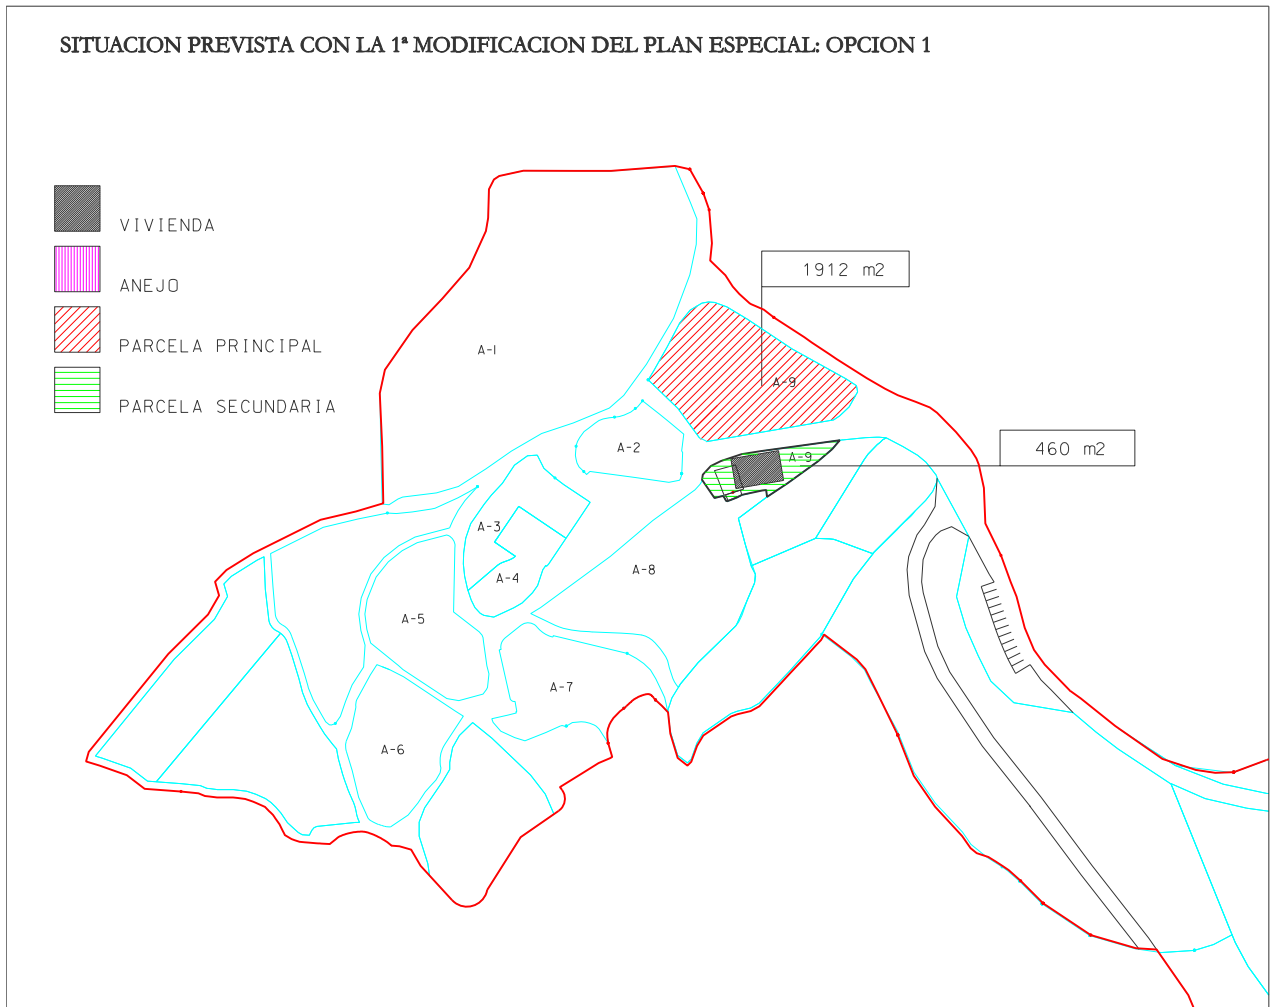 SITUACION PREVISTA CON LA 1ª MODIFICACION DEL PLAN ESPECIAL: OPCION 1
VIVIENDA
ANEJO
PARCELA PRINCIPAL
PARCELA SECUNDARIA
1912 m2
A-1
A-9
A-2
A-9
460 m2
A-3
A-4
A-8
A-5
A-7
A-6